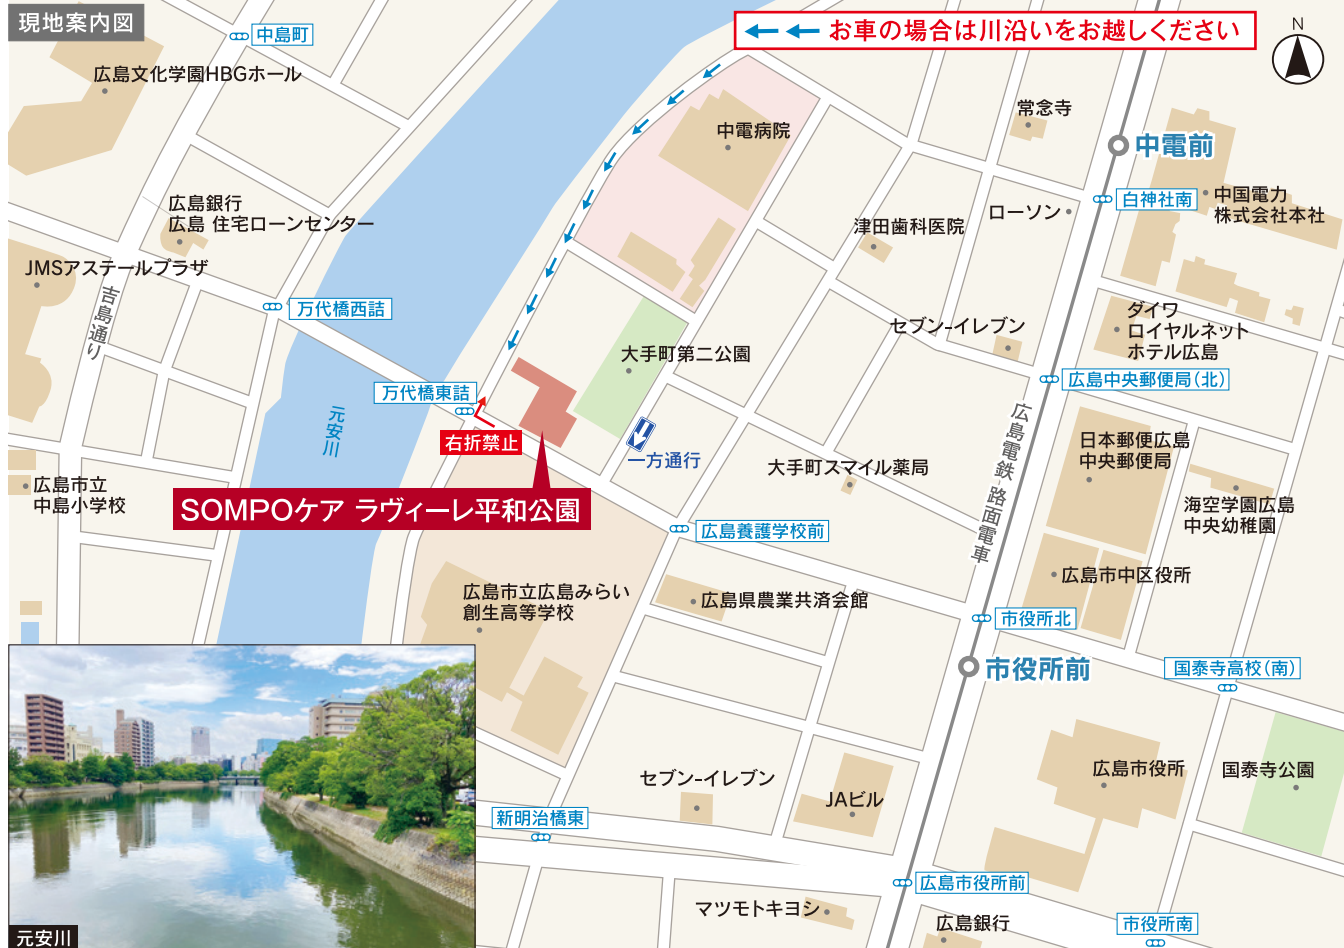 現地案内図
お車の場合は川沿いをお越しください
N
中島町
広島文化学園HBGホール
中電病院
常念寺
中電前
広島銀行
広島 住宅ローンセンター
津田歯科医院
ローソン
白神社南
中国電力
株式会社本社
JMSアステールプラザ
吉島通り
万代橋西詰
セブン-イレブン
ダイワ
ロイヤルネット
ホテル広島
大手町第二公園
広島中央郵便局(北)
万代橋東詰
元安川
右折禁止
一方通行
大手町スマイル薬局
広島電鉄 路面電車
日本郵便広島
中央郵便局
広島市立
中島小学校
SOMPOケア ラヴィーレ平和公園
海空学園広島
中央幼稚園
広島養護学校前
広島市立広島みらい
創生高等学校
広島県農業共済会館
広島市中区役所
市役所北
市役所前
国泰寺高校(南)
セブン-イレブン
JAビル
広島市役所
国泰寺公園
新明治橋東
広島市役所前
マツモトキヨシ
広島銀行
市役所南
元安川